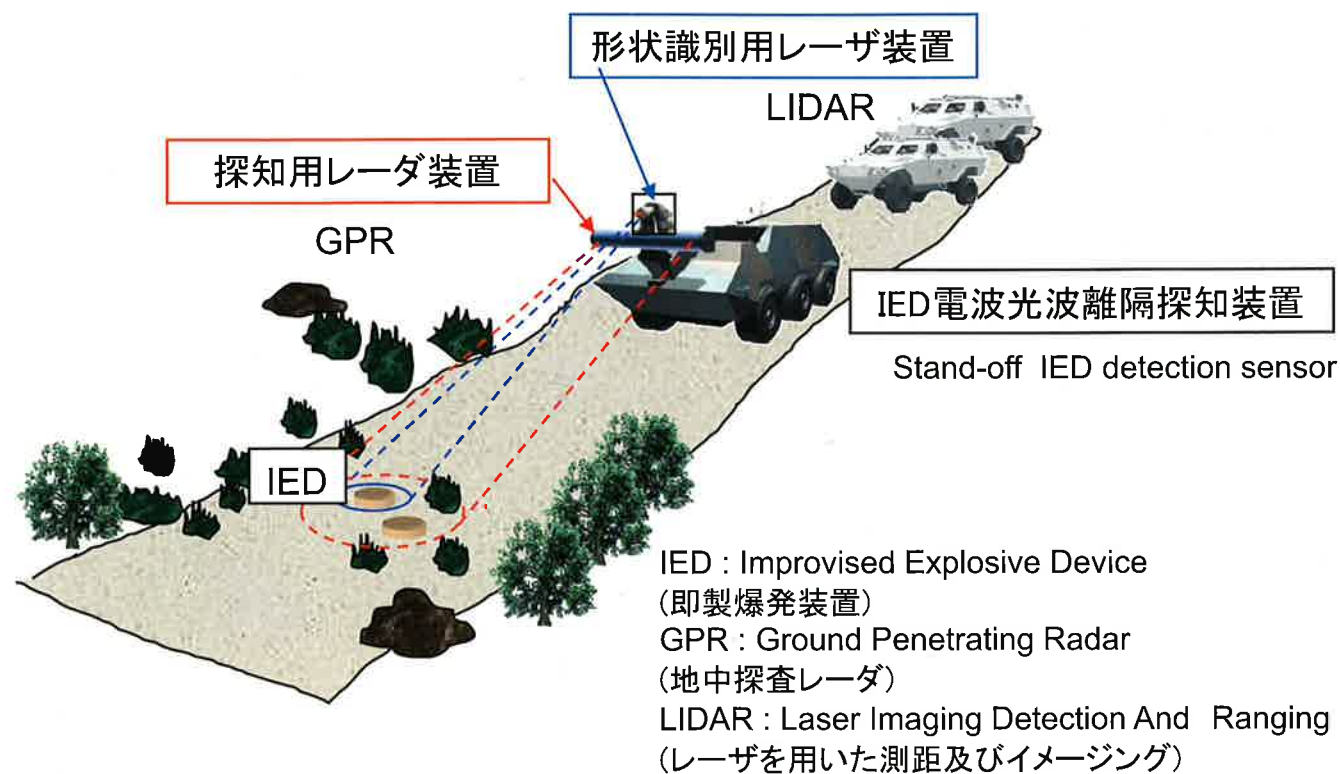 形状識別用レーザ装置
LIDAR
探知用レーダ装置
GPR
IED電波光波離隔探知装置
Stand-off IED detection sensor
IED
IED : Improvised Explosive Device
(即製爆発装置)
GPR : Ground Penetrating Radar
(地中探査レーダ)
LIDAR : Laser Imaging Detection And Ranging
(レーザを用いた測距及びイメージング)